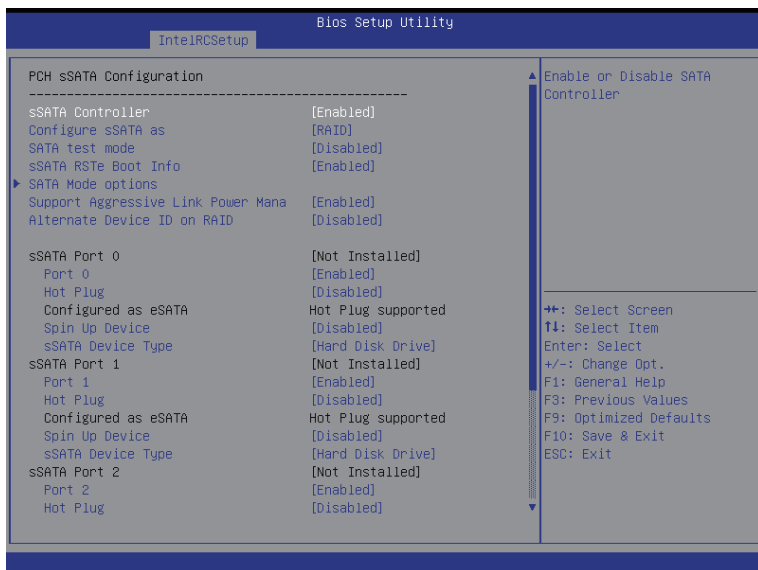 Bios Setup Utility
IntelRCSetup
PCH sSATA Configuration
------------------------------------------------
sSATA Controller [Enabled]
Configure sSATA as [RAID]
SATA test mode [Disabled]
sSATA RSTe Boot Info [Enabled]
SATA Mode options
Support Aggressive Link Power Mana [Enabled]
Alternate Device ID on RAID [Disabled]
sSATA Port 0 [Not Installed]
Port 0 [Enabled]
Hot Plug [Disabled]
Configured as eSATA Hot Plug supported
Spin Up Device [Disabled]
sSATA Device Type [Hard Disk Drive]
sSATA Port 1 [Not Installed]
Port 1 [Enabled]
Hot Plug [Disabled]
Configured as eSATA Hot Plug supported
Spin Up Device [Disabled]
sSATA Device Type [Hard Disk Drive]
sSATA Port 2 [Not Installed]
Port 2 [Enabled]
Hot Plug [Disabled]
Enable or Disable SATA
Controller
→←: Select Screen
↑↓: Select Item
Enter: Select
+/-: Change Opt.
F1: General Help
F3: Previous Values
F9: Optimized Defaults
F10: Save & Exit
ESC: Exit